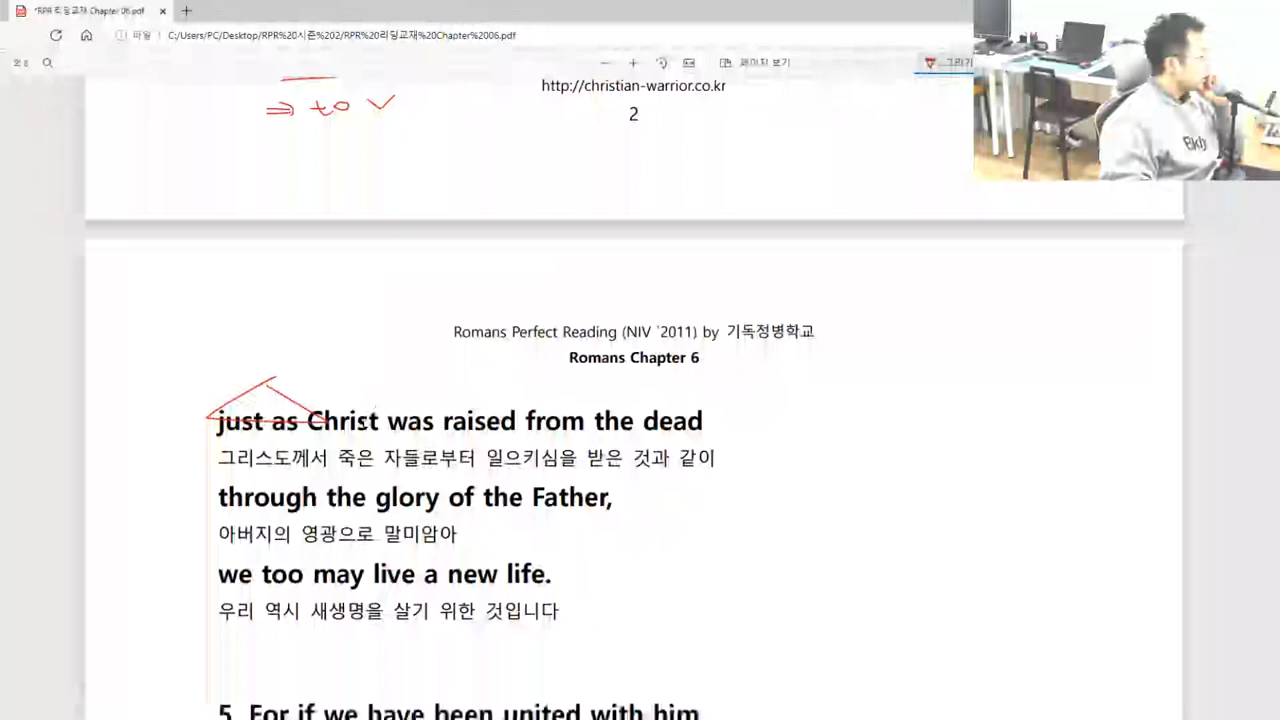 *RPR 리딩교재 Chapter 06.pdf
파일 C:/Users/PC/Desktop/RPR%20시즌%202/RPR%20리딩교재%20Chapter%2006.pdf
페이지 보기
그리기
⇒ to V
http://christian-warrior.co.kr
2
Romans Perfect Reading (NIV `2011) by 기독정병학교
Romans Chapter 6
just as Christ was raised from the dead
그리스도께서 죽은 자들로부터 일으키심을 받은 것과 같이
through the glory of the Father,
아버지의 영광으로 말미암아
we too may live a new life.
우리 역시 새생명을 살기 위한 것입니다
5. For if we have been united with him